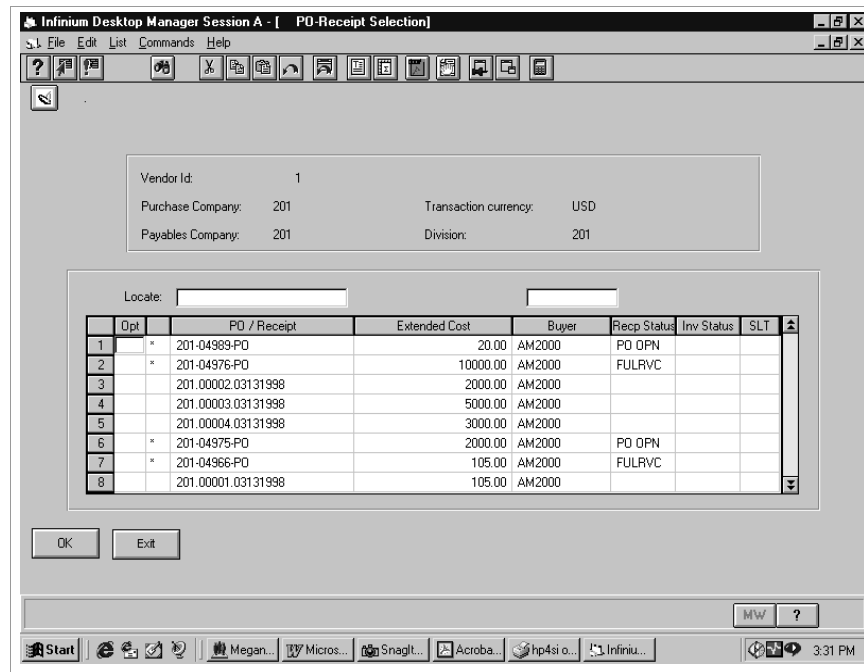 Infinium Desktop Manager Session A - [ PO-Receipt Selection]
File Edit List Commands Help
Vendor Id: 1
Purchase Company: 201 Transaction currency: USD
Payables Company: 201 Division: 201
Locate:
Opt PO / Receipt Extended Cost Buyer Recp Status Inv Status SLT
1 * 201-04989-PO 20.00 AM2000 PO OPN
2 * 201-04976-PO 10000.00 AM2000 FULRVC
3 201.00002.03131998 2000.00 AM2000
4 201.00003.03131998 5000.00 AM2000
5 201.00004.03131998 3000.00 AM2000
6 * 201-04975-PO 2000.00 AM2000 PO OPN
7 * 201-04966-PO 105.00 AM2000 FULRVC
8 201.00001.03131998 105.00 AM2000
OK Exit
MW ?
Start Megan... Micros... SnagIt... Acroba... hp4si o... Infiniu... 3:31 PM